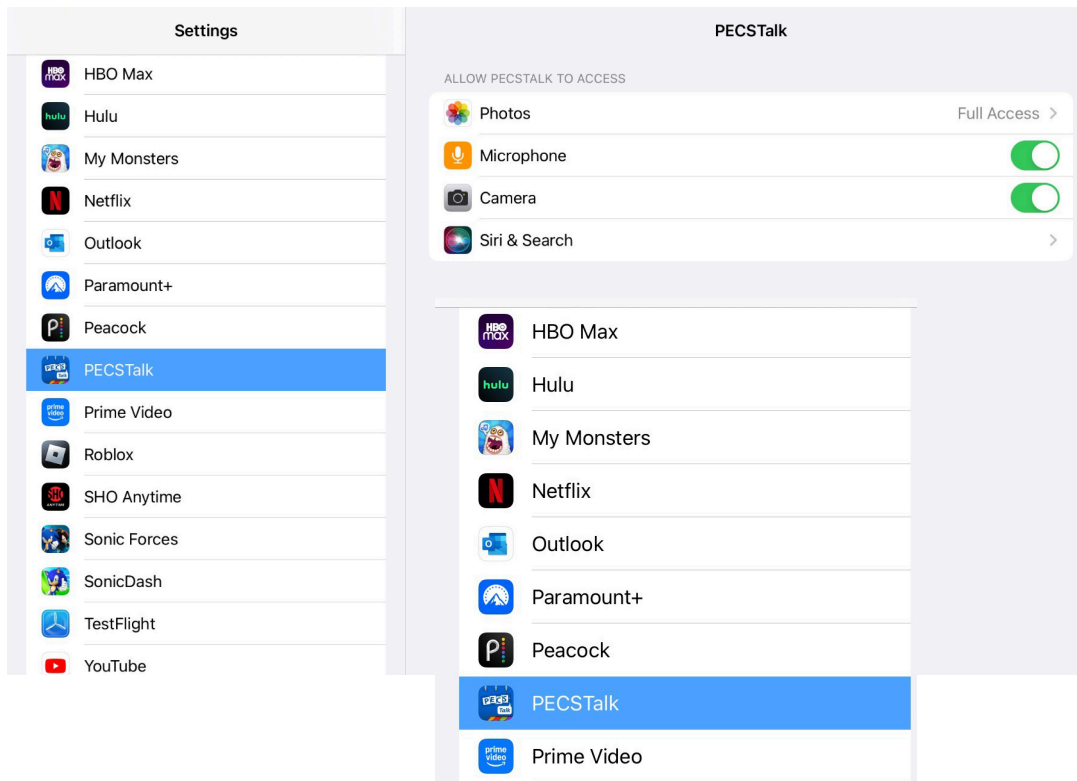 Settings
HBO Max
Hulu
My Monsters
Netflix
Outlook
Paramount+
Peacock
PECSTalk
Prime Video
Roblox
SHO Anytime
Sonic Forces
SonicDash
TestFlight
YouTube
PECSTalk
ALLOW PECSTALK TO ACCESS
Photos Full Access
Microphone
Camera
Siri & Search
HBO Max
Hulu
My Monsters
Netflix
Outlook
Paramount+
Peacock
PECSTalk
Prime Video